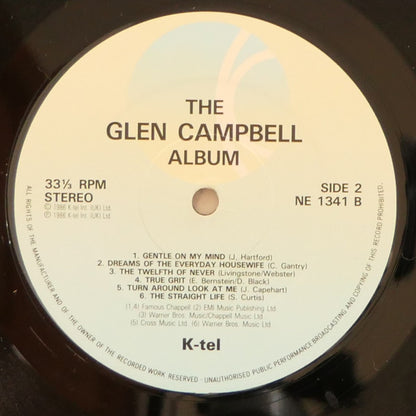 THE
GLEN CAMPBELL
ALBUM
33⅓ RPM
STEREO
Ⓟ 1986 K-tel Int. (UK) Ltd.
© 1986 K-tel Int. (UK) Ltd.
SIDE 2
NE 1341 B
1. GENTLE ON MY MIND (J. Hartford)
2. DREAMS OF THE EVERYDAY HOUSEWIFE (C. Gantry)
3. THE TWELFTH OF NEVER (Livingstone/Webster)
4. TRUE GRIT (E. Bernstein/D. Black)
5. TURN AROUND LOOK AT ME (J. Capehart)
6. THE STRAIGHT LIFE (S. Curtis)
(1,4) Famous Chappell (2) EMI Music Publishing Ltd
(3) Warner Bros. Music/Chappell Music Ltd
(5) Cross Music Ltd. (6) Warner Bros. Music Ltd
K-tel
ALL RIGHTS OF THE MANUFACTURER AND OF THE OWNER OF THE RECORDED WORK RESERVED · UNAUTHORISED PUBLIC PERFORMANCE BROADCASTING AND COPYING OF THIS RECORD PROHIBITED.